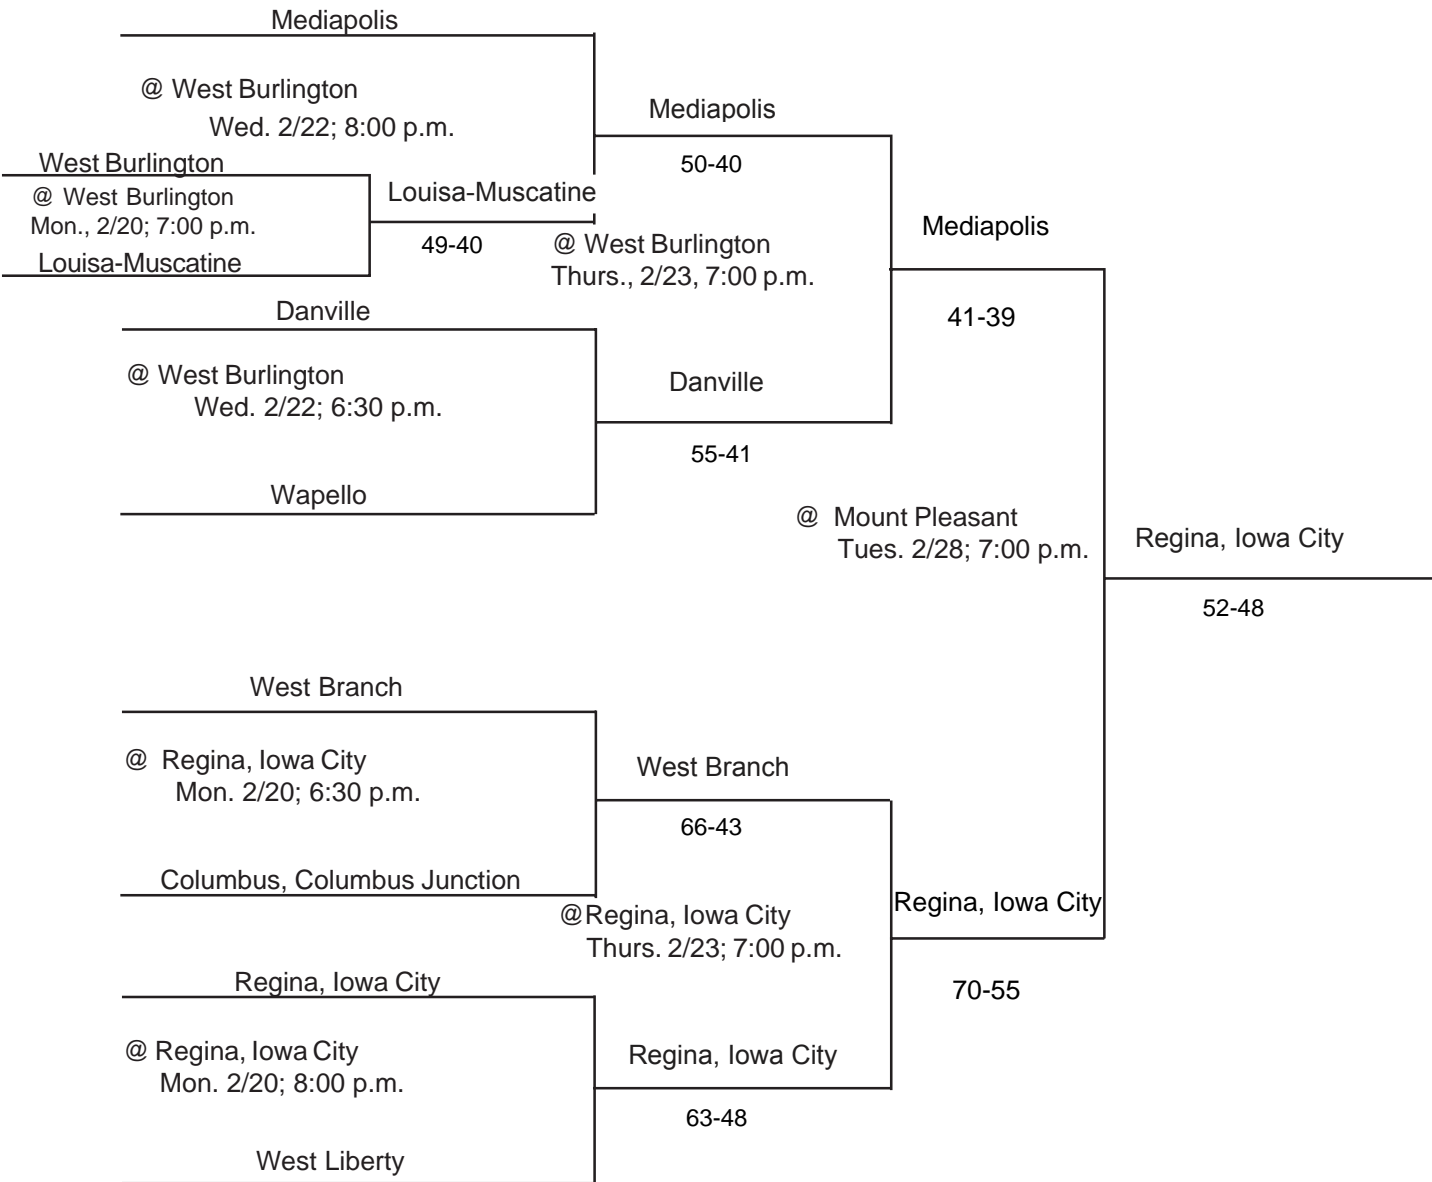 Mediapolis
@ West Burlington
Wed. 2/22; 8:00 p.m.
Mediapolis
50-40
West Burlington
@ West Burlington
Mon., 2/20; 7:00 p.m.
Louisa-Muscatine
Louisa-Muscatine
49-40
@ West Burlington
Thurs., 2/23, 7:00 p.m.
Mediapolis
41-39
Danville
@ West Burlington
Wed. 2/22; 6:30 p.m.
Danville
55-41
Wapello
@ Mount Pleasant
Tues. 2/28; 7:00 p.m.
Regina, Iowa City
52-48
West Branch
@ Regina, Iowa City
Mon. 2/20; 6:30 p.m.
West Branch
66-43
Columbus, Columbus Junction
@Regina, Iowa City
Thurs. 2/23; 7:00 p.m.
Regina, Iowa City
70-55
Regina, Iowa City
@ Regina, Iowa City
Mon. 2/20; 8:00 p.m.
Regina, Iowa City
63-48
West Liberty